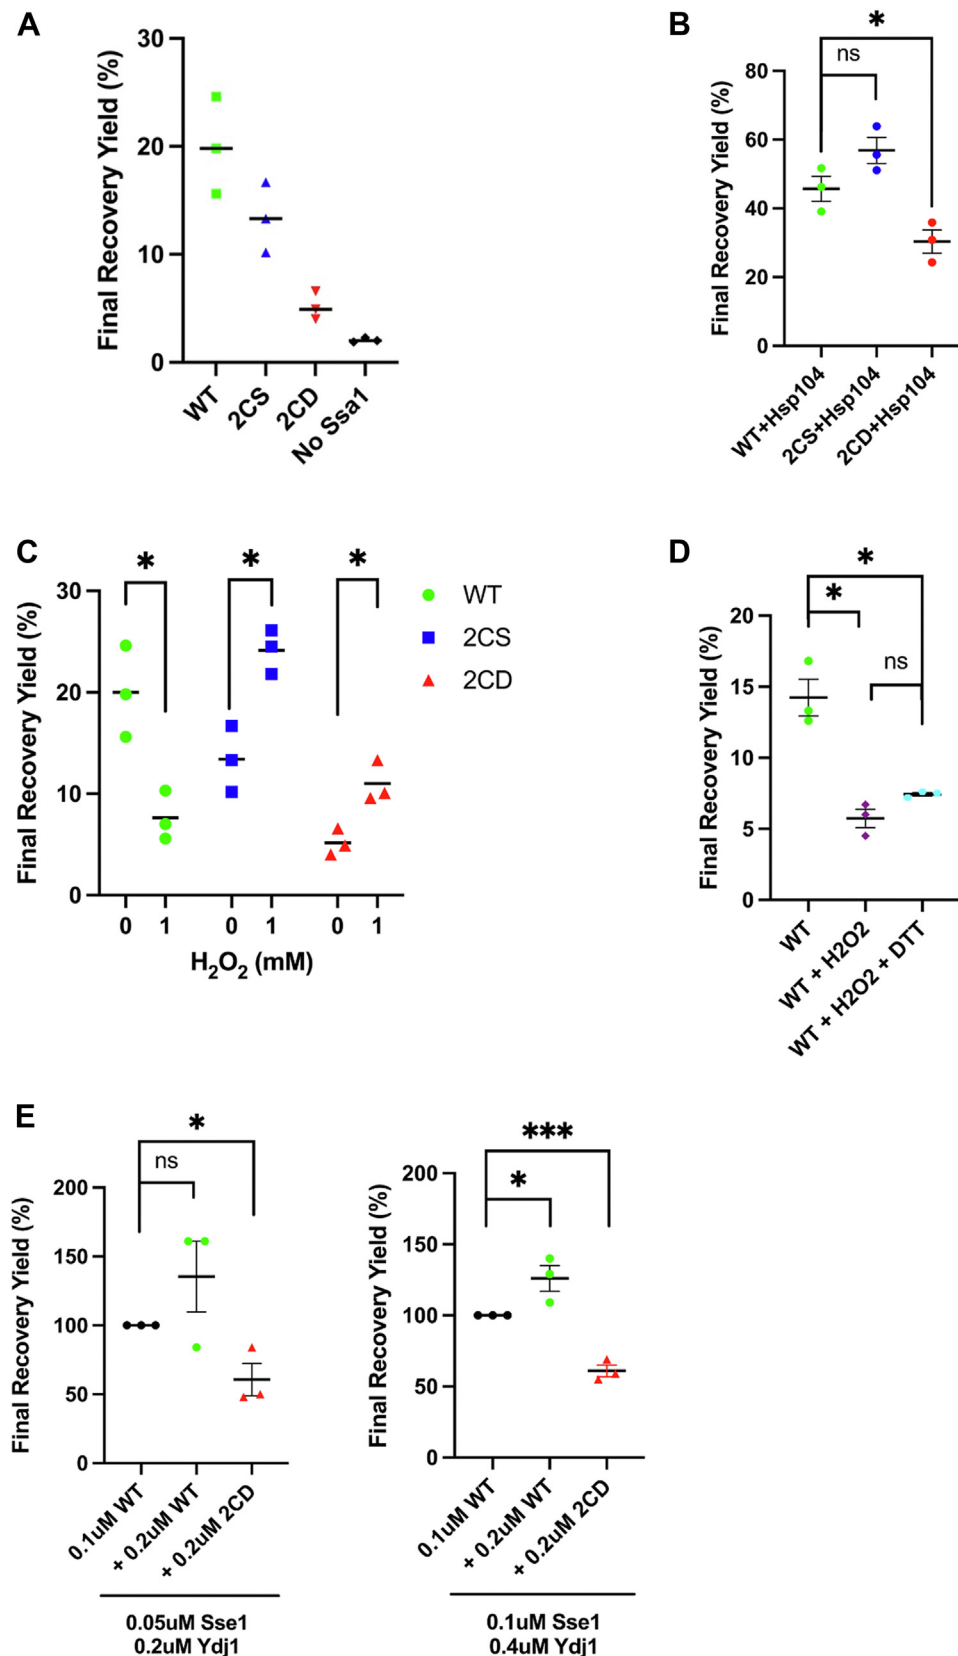 A
Final Recovery Yield (%)
30
20
10
0
WT
2CS
2CD
No Ssa1
B
Final Recovery Yield (%)
80
60
40
20
0
ns
*
WT+Hsp104
2CS+Hsp104
2CD+Hsp104
C
Final Recovery Yield (%)
30
20
10
0
*
*
*
0 1 0 1 0 1
H₂O₂ (mM)
WT
2CS
2CD
D
Final Recovery Yield (%)
20
15
10
5
0
*
*
ns
WT
WT + H2O2
WT + H2O2 + DTT
E
Final Recovery Yield (%)
200
150
100
50
0
*
ns
0.1uM WT
+ 0.2uM WT
+ 0.2uM 2CD
0.05uM Sse1
0.2uM Ydj1
Final Recovery Yield (%)
200
150
100
50
0
***
*
0.1uM WT
+ 0.2uM WT
+ 0.2uM 2CD
0.1uM Sse1
0.4uM Ydj1